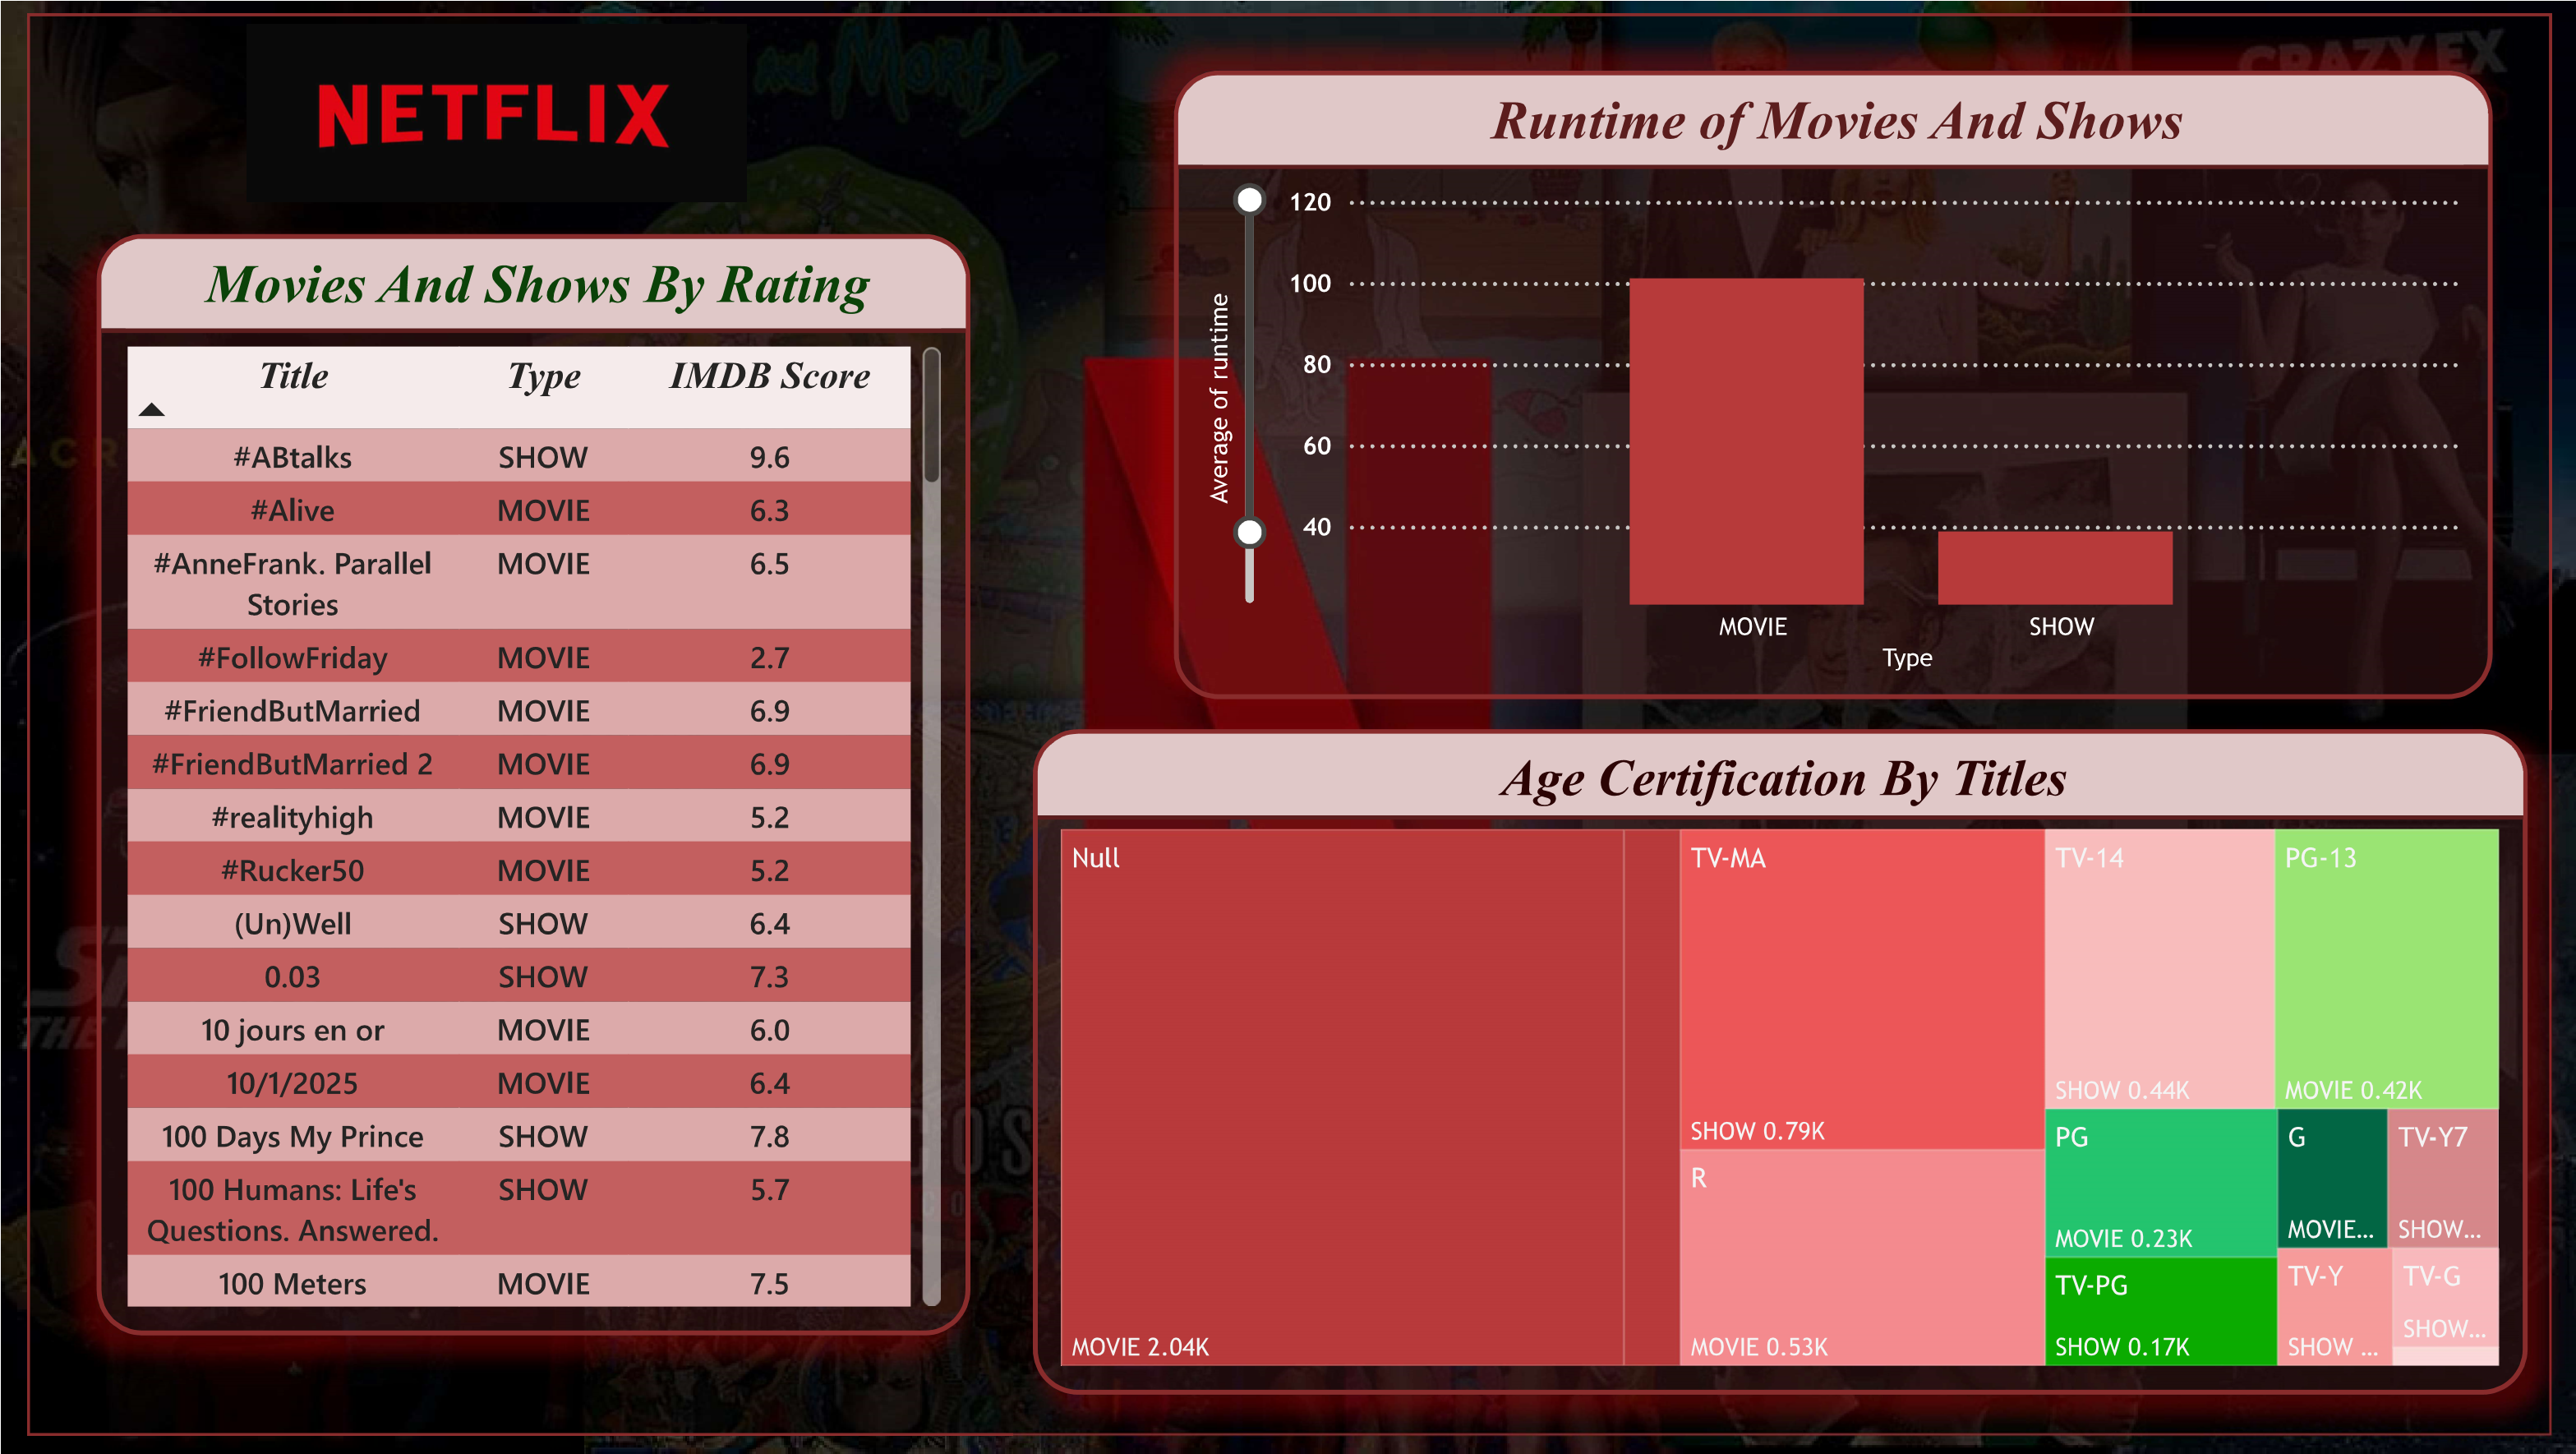 NETFLIX
and Morty
CRAZY EX
Movies And Shows By Rating
Title Type IMDB Score
#ABtalks SHOW 9.6
#Alive MOVIE 6.3
#AnneFrank. Parallel MOVIE 6.5
Stories
#FollowFriday MOVIE 2.7
#FriendButMarried MOVIE 6.9
#FriendButMarried 2 MOVIE 6.9
#realityhigh MOVIE 5.2
#Rucker50 MOVIE 5.2
(Un)Well SHOW 6.4
0.03 SHOW 7.3
10 jours en or MOVIE 6.0
10/1/2025 MOVIE 6.4
100 Days My Prince SHOW 7.8
100 Humans: Life's SHOW 5.7
Questions. Answered.
100 Meters MOVIE 7.5
Runtime of Movies And Shows
Average of runtime
120
100
80
60
40
MOVIE SHOW
Type
Age Certification By Titles
Null
MOVIE 2.04K
TV-MA
SHOW 0.79K
R
MOVIE 0.53K
TV-14
SHOW 0.44K
PG-13
MOVIE 0.42K
PG
MOVIE 0.23K
TV-PG
SHOW 0.17K
G
MOVIE...
TV-Y7
SHOW...
TV-Y
SHOW ...
TV-G
SHOW...